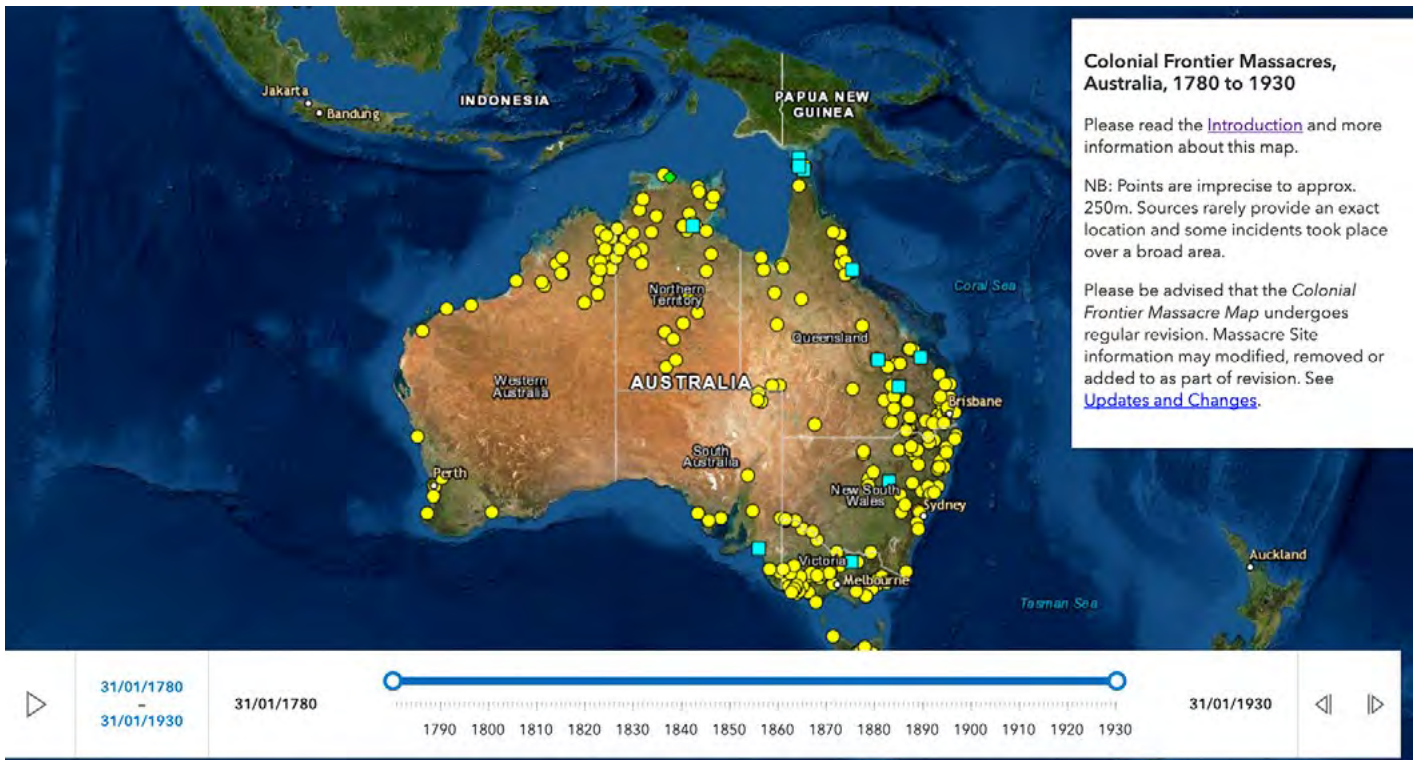 Colonial Frontier Massacres,
Australia, 1780 to 1930
Please read the Introduction and more
information about this map.
NB: Points are imprecise to approx.
250m. Sources rarely provide an exact
location and some incidents took place
over a broad area.
Please be advised that the Colonial
Frontier Massacre Map undergoes
regular revision. Massacre Site
information may modified, removed or
added to as part of revision. See
Updates and Changes.
Jakarta
Bandung
INDONESIA
PAPUA NEW
GUINEA
Coral Sea
Northern
Territory
Queensland
Western
Australia
AUSTRALIA
Brisbane
South
Australia
Perth
New South
Wales
Sydney
Victoria
Melbourne
Auckland
Tasman Sea
31/01/1780
–
31/01/1930
31/01/1780
1790 1800 1810 1820 1830 1840 1850 1860 1870 1880 1890 1900 1910 1920 1930
31/01/1930